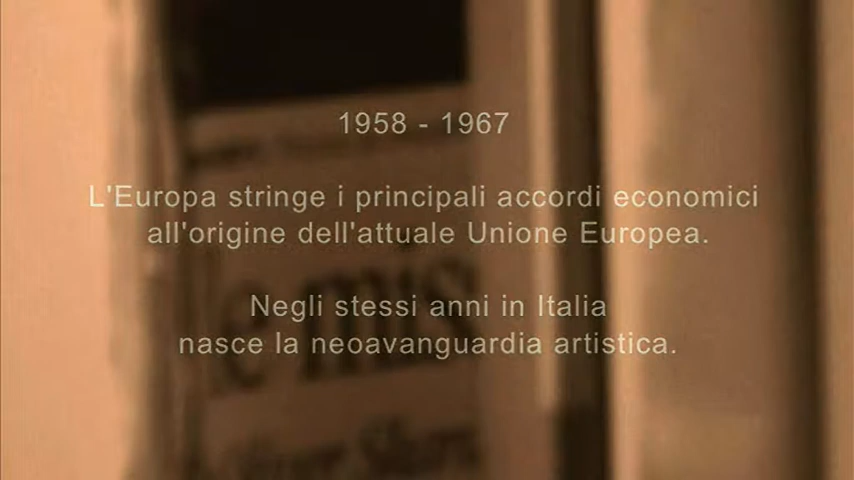 1958 - 1967
L'Europa stringe i principali accordi economici
all'origine dell'attuale Unione Europea.
Negli stessi anni in Italia
nasce la neoavanguardia artistica.